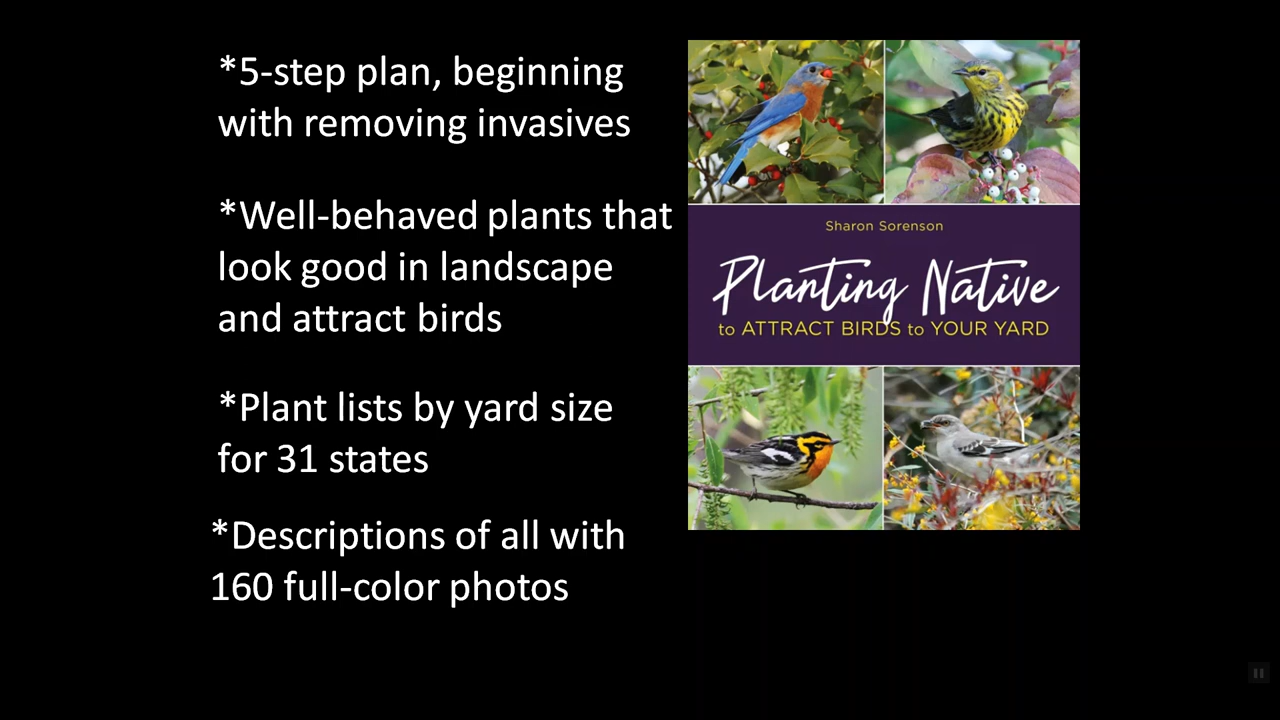 *5-step plan, beginning
with removing invasives
*Well-behaved plants that
look good in landscape
and attract birds
*Plant lists by yard size
for 31 states
*Descriptions of all with
160 full-color photos
Sharon Sorenson
Planting Native
to ATTRACT BIRDS to YOUR YARD